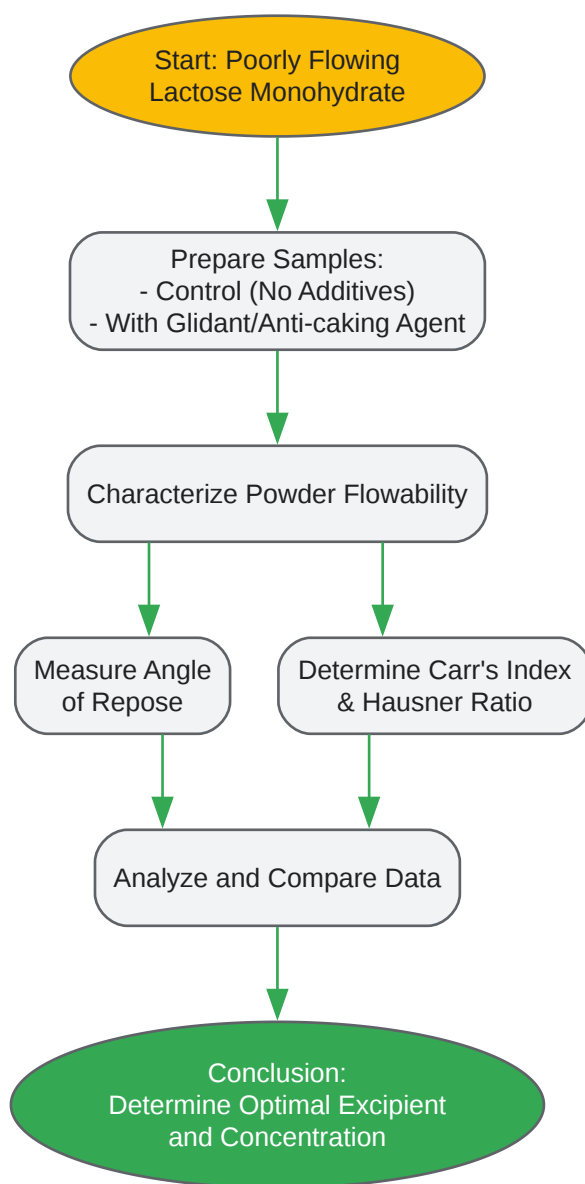 Start: Poorly Flowing
Lactose Monohydrate
Prepare Samples:
- Control (No Additives)
- With Glidant/Anti-caking Agent
Characterize Powder Flowability
Measure Angle
of Repose
Determine Carr's Index
& Hausner Ratio
Analyze and Compare Data
Conclusion:
Determine Optimal Excipient
and Concentration